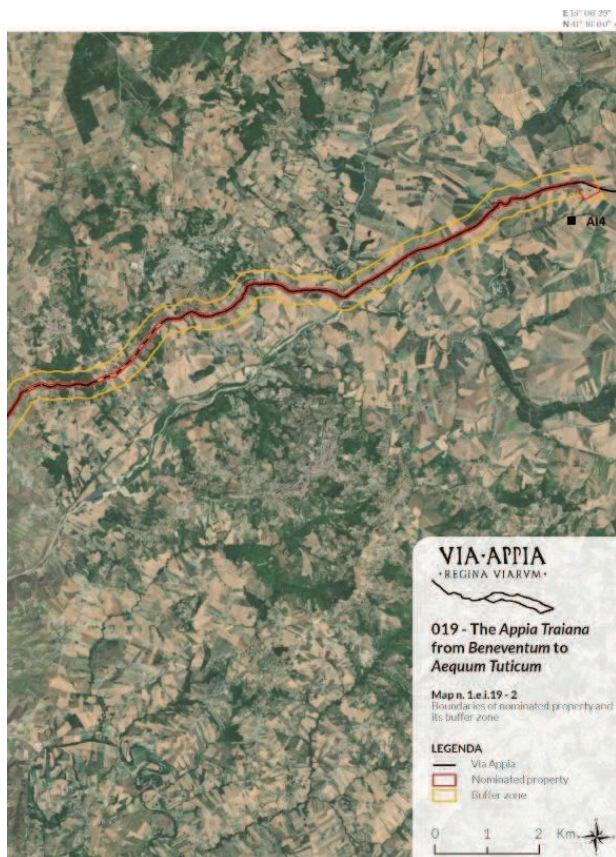 A14
VIA·APPIA
·REGINA VIARVM·
019 - The Appia Traiana
from Beneventum to
Aequum Tuticum
Map n. 1.e.i.19 - 2
Boundaries of nominated property and
its buffer zone
LEGENDA
Via Appia
Nominated property
Buffer zone
0 1 2 Km